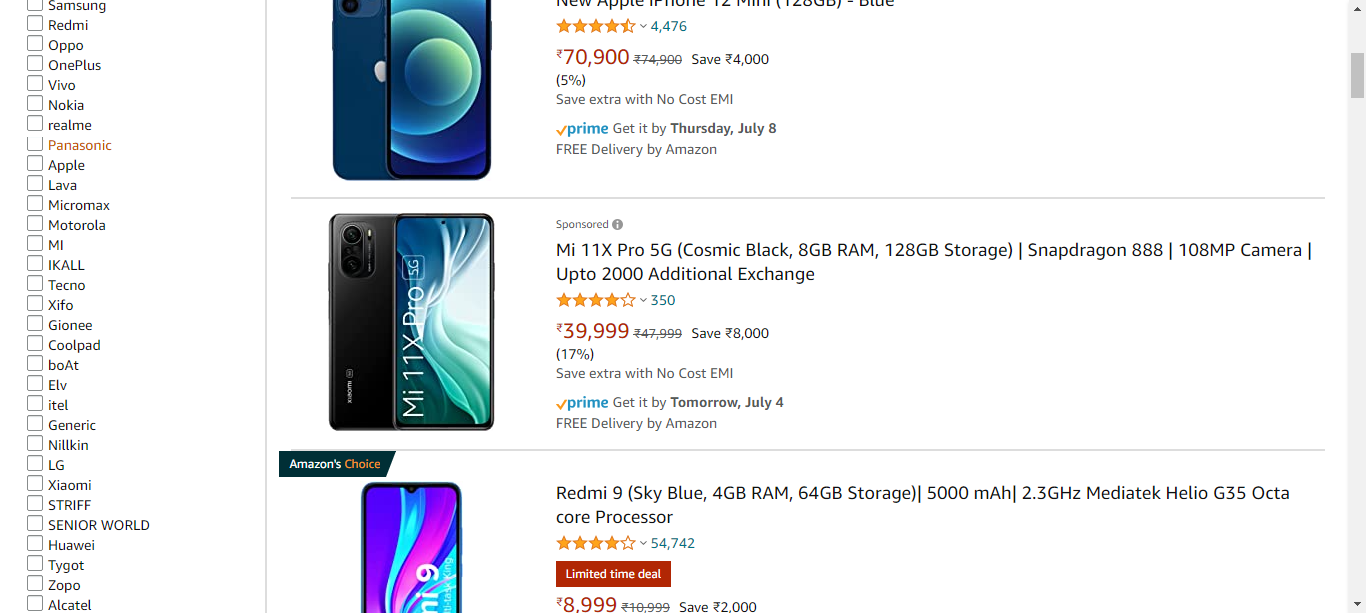 Samsung
Redmi
Oppo
OnePlus
Vivo
Nokia
realme
Panasonic
Apple
Lava
Micromax
Motorola
MI
IKALL
Tecno
Xifo
Gionee
Coolpad
boAt
Elv
itel
Generic
Nillkin
LG
Xiaomi
STRIFF
SENIOR WORLD
Huawei
Tygot
Zopo
Alcatel
New Apple iPhone 12 Mini (128GB) - Blue
4,476
₹70,900 ₹74,900 Save ₹4,000
(5%)
Save extra with No Cost EMI
prime Get it by Thursday, July 8
FREE Delivery by Amazon
Mi 11X Pro 5G
xiaomi 5G
Sponsored
Mi 11X Pro 5G (Cosmic Black, 8GB RAM, 128GB Storage) | Snapdragon 888 | 108MP Camera |
Upto 2000 Additional Exchange
350
₹39,999 ₹47,999 Save ₹8,000
(17%)
Save extra with No Cost EMI
prime Get it by Tomorrow, July 4
FREE Delivery by Amazon
Amazon's Choice
Redmi 9 (Sky Blue, 4GB RAM, 64GB Storage)| 5000 mAh| 2.3GHz Mediatek Helio G35 Octa
core Processor
54,742
Limited time deal
₹8,999 ₹10,999 Save ₹2,000